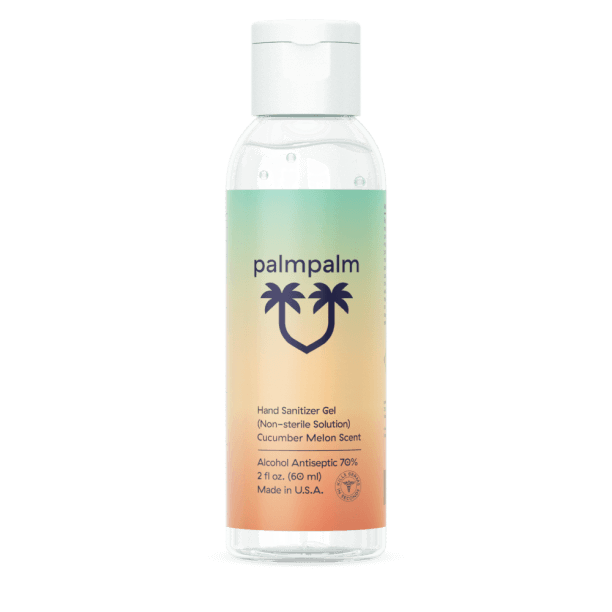 palmpalm
Hand Sanitizer Gel
(Non-sterile Solution)
Cucumber Melon Scent
Alcohol Antiseptic 70%
2 fl oz. (60 ml)
Made in U.S.A.